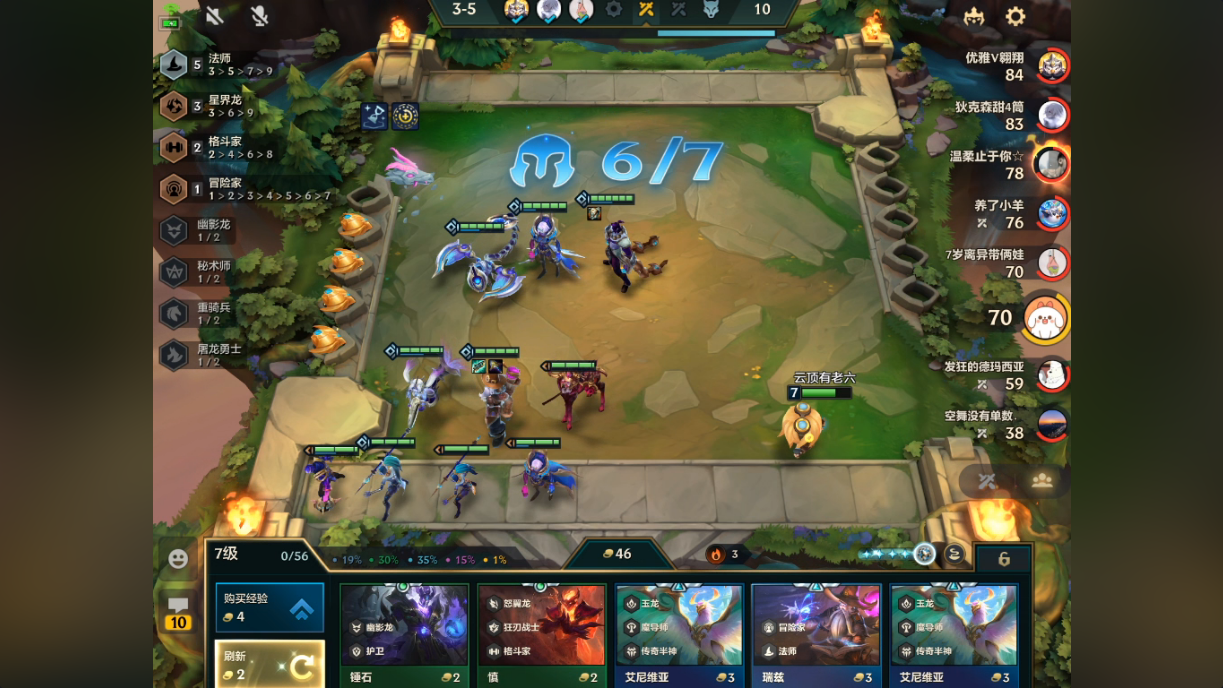 3-5
10
5 法师
3 > 5 > 7 > 9
3 星界龙
3 > 6 > 9
2 格斗家
2 > 4 > 6 > 8
1 冒险家
1 > 2 > 3 > 4 > 5 > 6 > 7
幽影龙
1 / 2
秘术师
1 / 2
重骑兵
1 / 2
屠龙勇士
1 / 2
6/7
优雅V翱翔
84
狄克森甜4筒
83
温柔止于你☆
78
养了小羊
76
7岁离异带俩娃
70
70
发狂的德玛西亚
59
空舞没有单数.
38
云顶有老六
7
10
7级
0/56
19% 30% 35% 15% 1%
46
3
购买经验
4
刷新
2
幽影龙
护卫
锤石 2
怒翼龙
狂刃战士
格斗家
慎 2
玉龙
魔导师
传奇半神
艾尼维亚 3
冒险家
法师
瑞兹 3
玉龙
魔导师
传奇半神
艾尼维亚 3